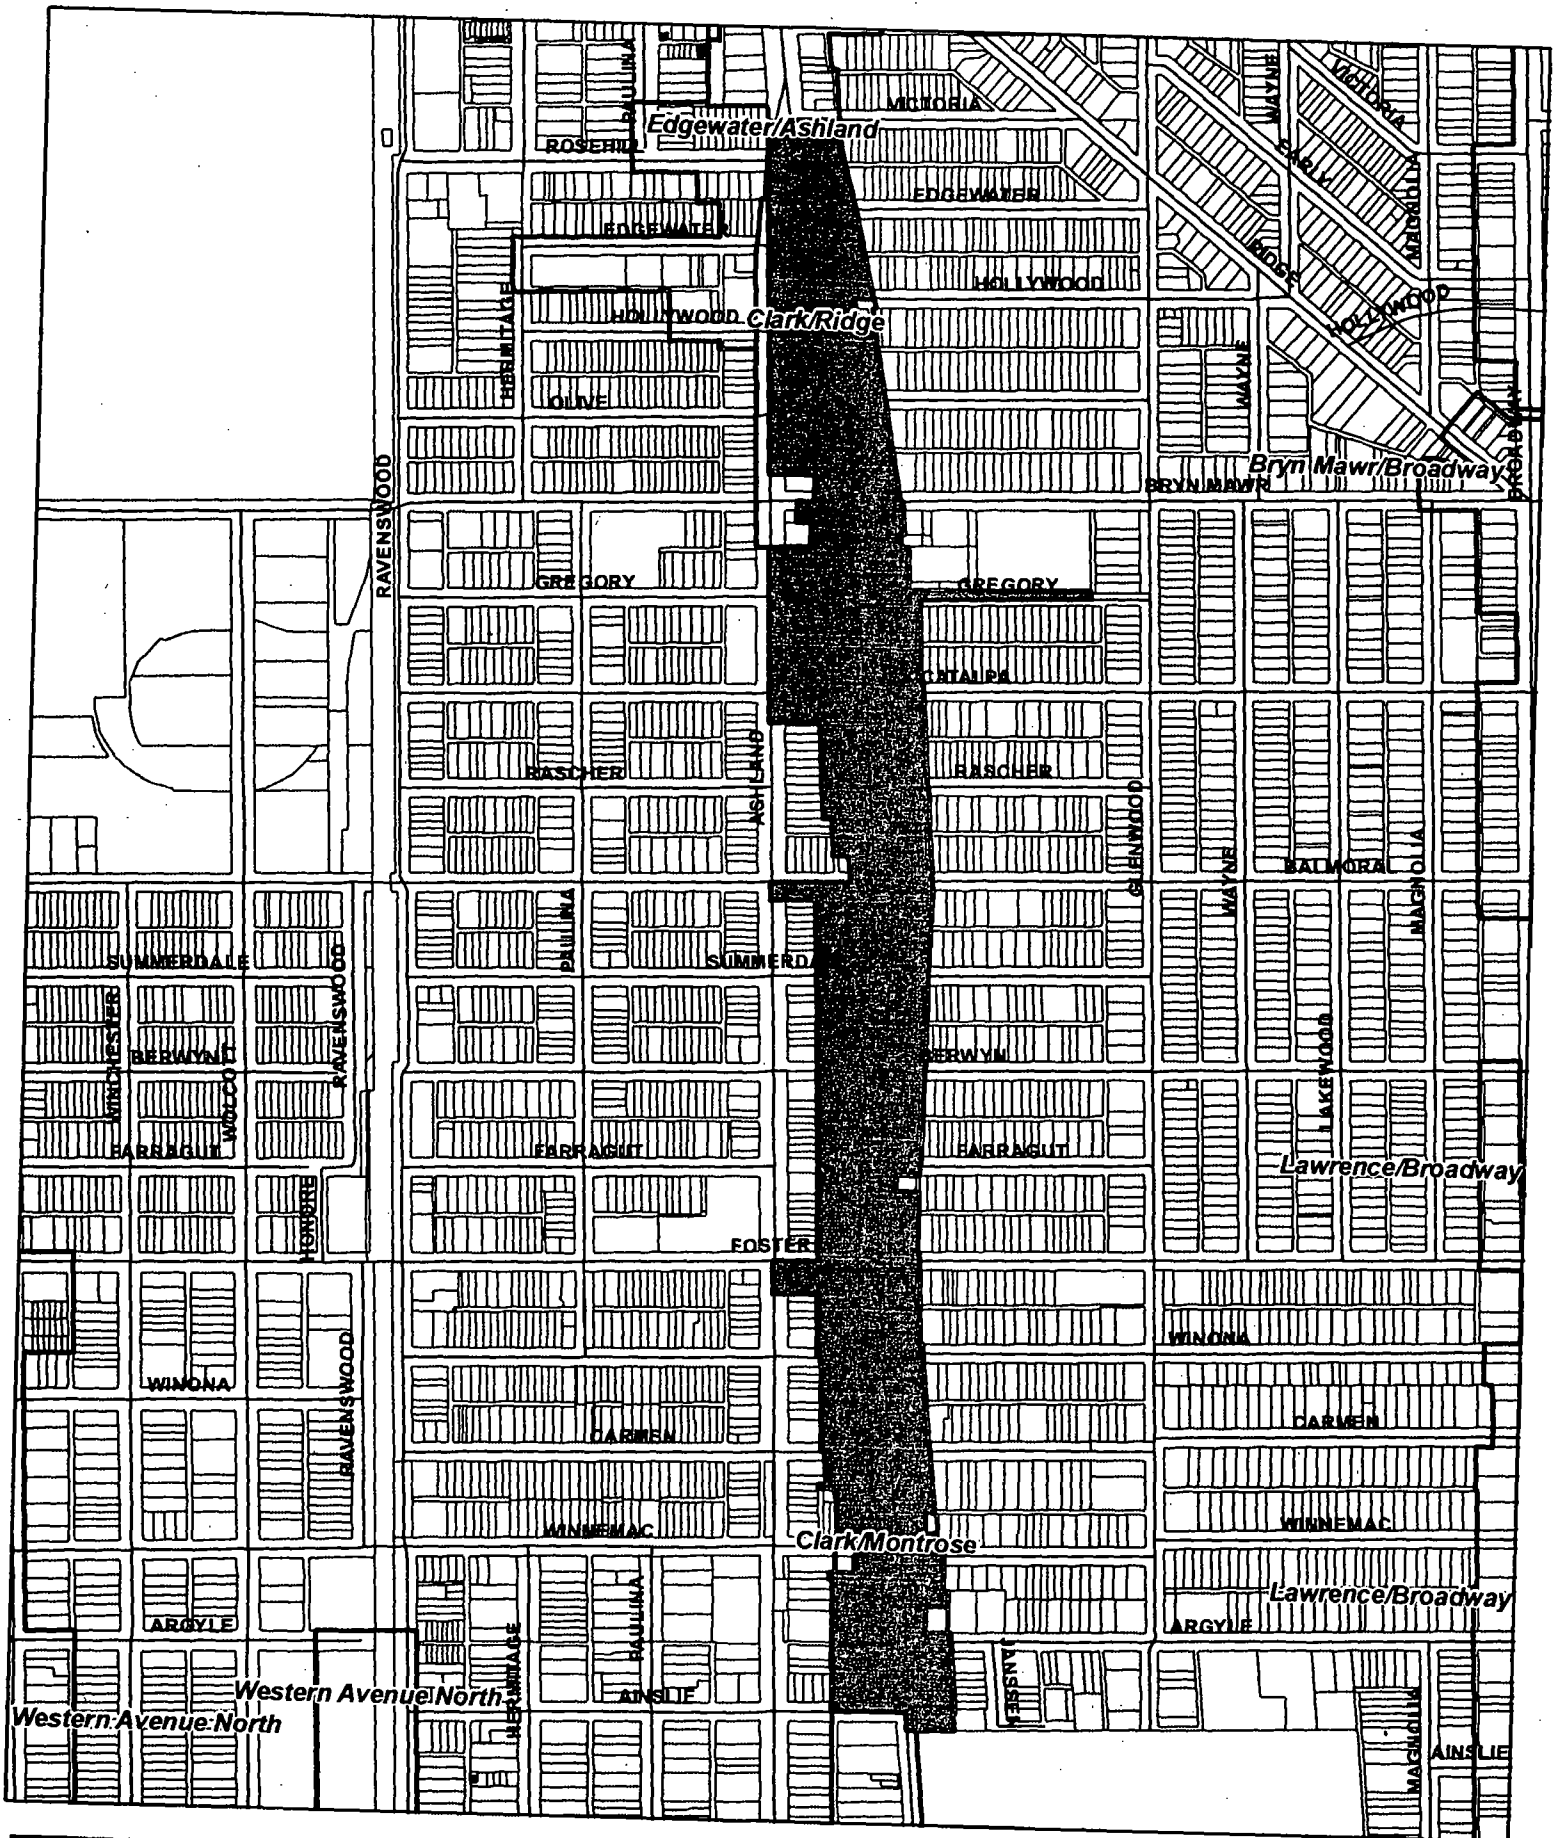 PAULINA
WAYNE
VICTORIA
VICTORIA
Edgewater/Ashland
ROSEHILL
EARLY
MAGNOLIA
EDGEWATER
EDGEWATER
RIDGE
HOLLYWOOD
HERMITAGE
HOLLYWOOD
Clark/Ridge
HOLLYWOOD
WAYNE
OLIVE
BROADWAY
Bryn Mawr/Broadway
BRYN MAWR
RAVENSWOOD
GREGORY
GREGORY
CATALPA
ASHLAND
RASCHER
RASCHER
GLENWOOD
WAYNE
BALMORAL
MAGNOLIA
PAULINA
SUMMERDALE
RAVENSWOOD
SUMMERDA
WINCHESTER
BERWYN
WOLCOTT
BERWYN
LAKEWOOD
FARRAGUT
FARRAGUT
FARRAGUT
Lawrence/Broadway
HONORE
FOSTER
WINONA
RAVENSWOOD
WINONA
CARMEN
CARMEN
WINNEMAC
WINNEMAC
Clark/Montrose
PAULINA
Lawrence/Broadway
ARGYLE
ARGYLE
HERMITAGE
JANSSEN
Western Avenue North
AINSLIE
Western Avenue North
MAGNOLIA
AINSLIE